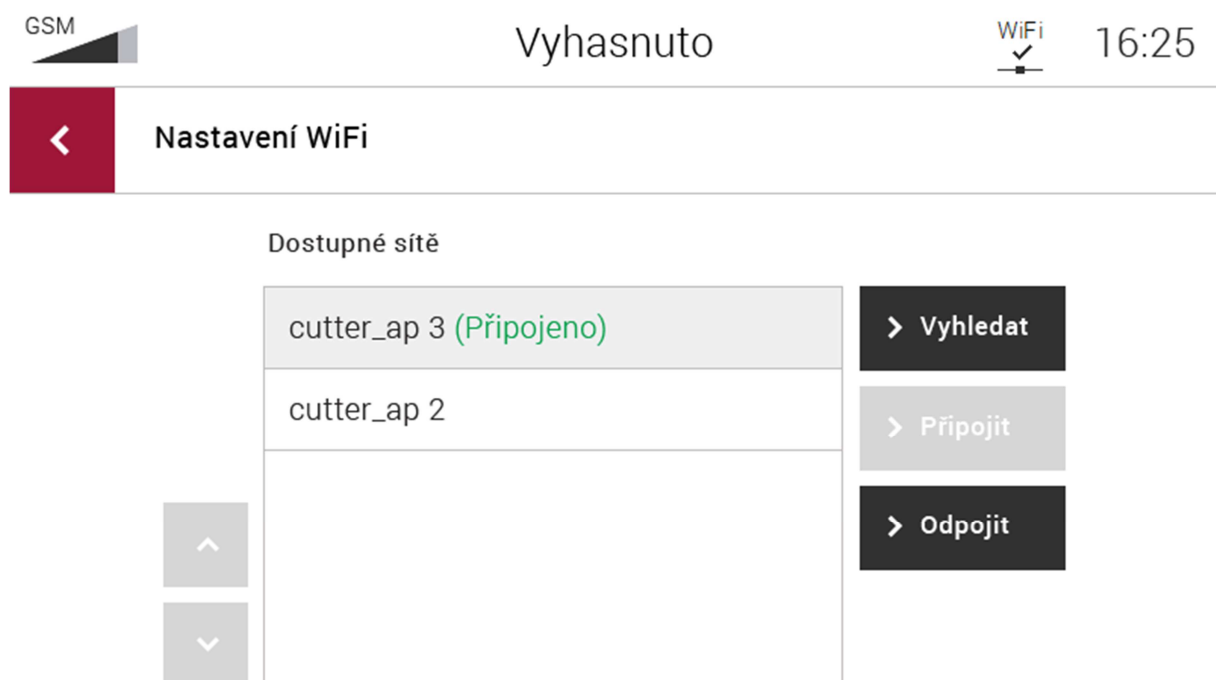 GSM
Vyhasnuto
WiFi
16:25
Nastavení WiFi
Dostupné sítě
cutter_ap 3 (Připojeno)
Vyhledat
cutter_ap 2
Připojit
Odpojit